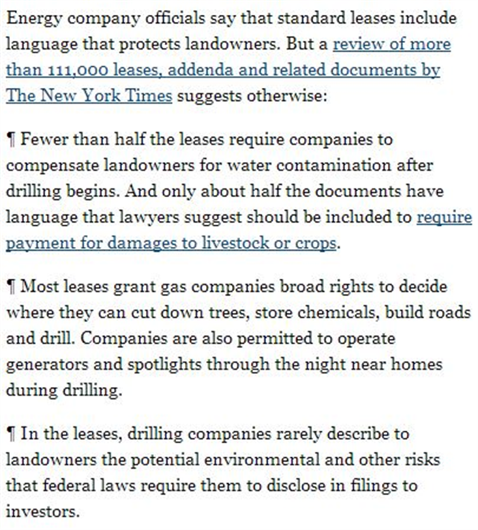 Energy company officials say that standard leases include
language that protects landowners. But a review of more
than 111,000 leases, addenda and related documents by
The New York Times suggests otherwise:
¶ Fewer than half the leases require companies to
compensate landowners for water contamination after
drilling begins. And only about half the documents have
language that lawyers suggest should be included to require
payment for damages to livestock or crops.
¶ Most leases grant gas companies broad rights to decide
where they can cut down trees, store chemicals, build roads
and drill. Companies are also permitted to operate
generators and spotlights through the night near homes
during drilling.
¶ In the leases, drilling companies rarely describe to
landowners the potential environmental and other risks
that federal laws require them to disclose in filings to
investors.